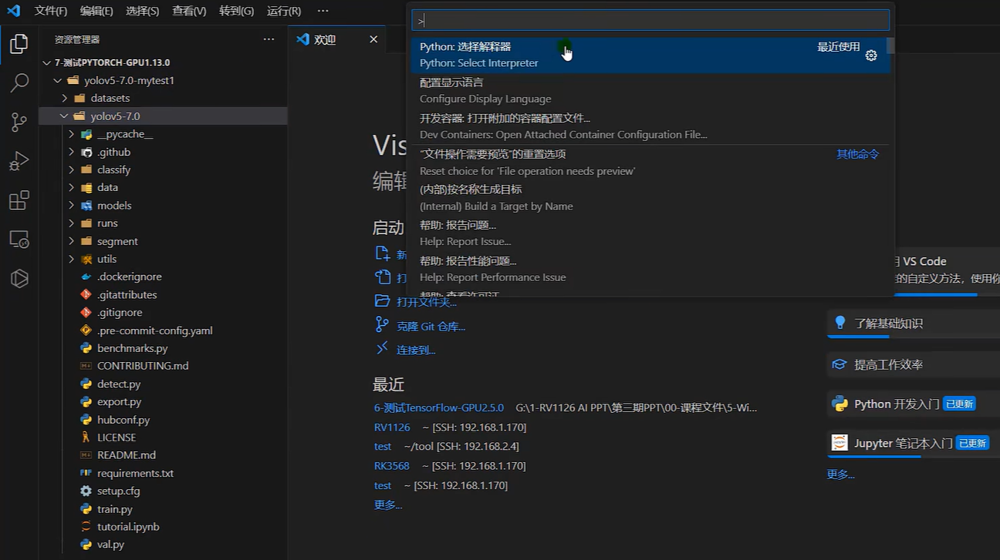 文件(F) 编辑(E) 选择(S) 查看(V) 转到(G) 运行(R) ···
资源管理器 ···
7-测试PYTORCH-GPU1.13.0
yolov5-7.0-mytest1
datasets
yolov5-7.0
__pycache__
.github
classify
data
models
runs
segment
utils
.dockerignore
.gitattributes
.gitignore
.pre-commit-config.yaml
benchmarks.py
CONTRIBUTING.md
detect.py
export.py
hubconf.py
LICENSE
README.md
requirements.txt
setup.cfg
train.py
tutorial.ipynb
val.py
欢迎
>
Python: 选择解释器 最近使用
Python: Select Interpreter
配置显示语言
Configure Display Language
开发容器: 打开附加的容器配置文件...
Dev Containers: Open Attached Container Configuration File...
“文件操作需要预览”的重置选项 其他命令
Reset choice for 'File operation needs preview'
(内部)按名称生成目标
(Internal) Build a Target by Name
帮助: 报告问题...
Help: Report Issue...
帮助: 报告性能问题...
Help: Report Performance Issue
帮助: 查看许可证
Vis
编辑
启动
新
打
打开文件夹...
克隆 Git 仓库...
连接到...
最近
6-测试TensorFlow-GPU2.5.0 G:\1-RV1126 AI PPT\第三期PPT\00-课程文件\5-Wi...
RV1126 ~ [SSH: 192.168.1.170]
test ~/tool [SSH: 192.168.2.4]
RK3568 ~ [SSH: 192.168.1.170]
test ~ [SSH: 192.168.1.170]
更多...
VS Code
的自定义方法，使用你
了解基础知识
提高工作效率
Python 开发入门 已更新
Jupyter 笔记本入门 已更新
更多...